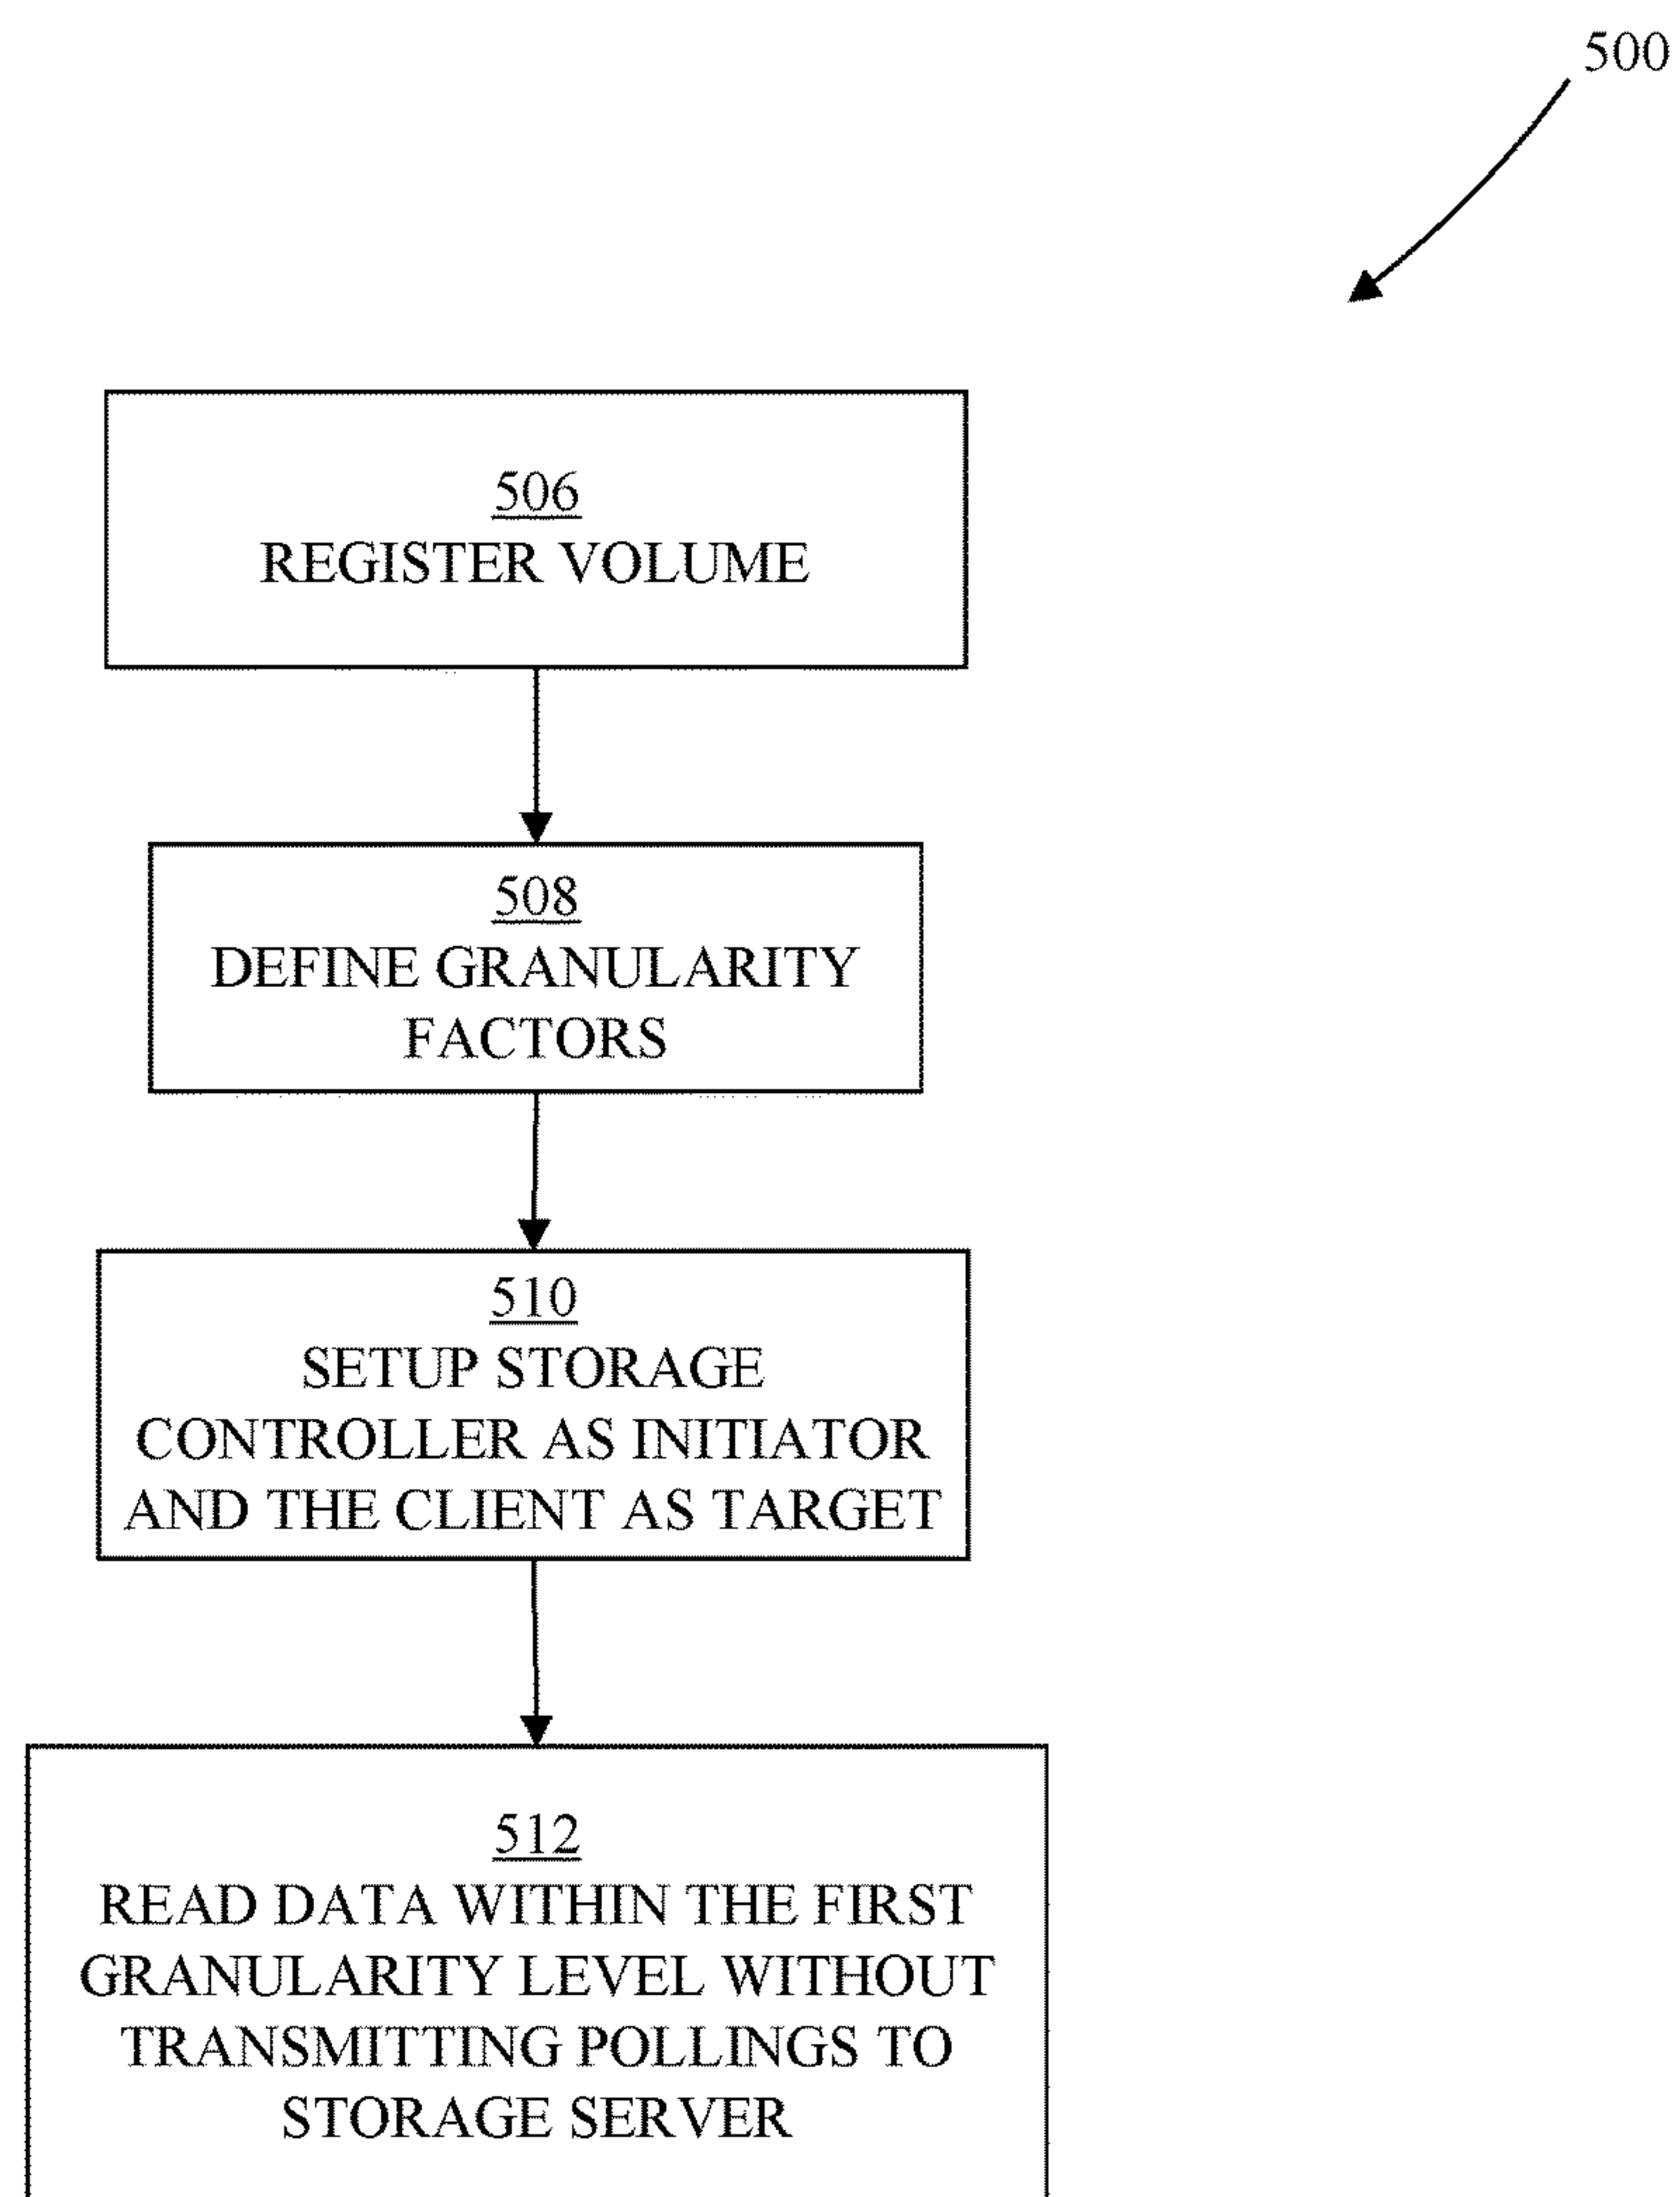 500
506
REGISTER VOLUME
508
DEFINE GRANULARITY
FACTORS
510
SETUP STORAGE
CONTROLLER AS INITIATOR
AND THE CLIENT AS TARGET
512
READ DATA WITHIN THE FIRST
GRANULARITY LEVEL WITHOUT
TRANSMITTING POLLINGS TO
STORAGE SERVER